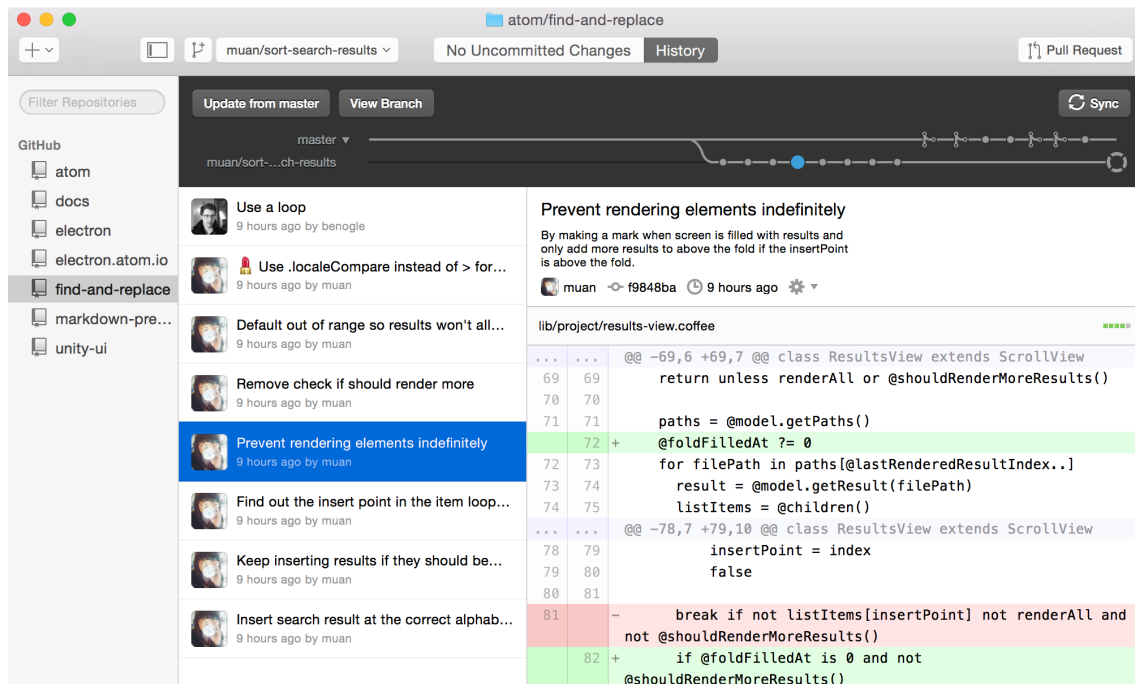 atom/find-and-replace
muan/sort-search-results
No Uncommitted Changes
History
Pull Request
Filter Repositories
GitHub
atom
docs
electron
electron.atom.io
find-and-replace
markdown-pre...
unity-ui
Update from master
View Branch
Sync
master
muan/sort-...ch-results
Use a loop
9 hours ago by benogle
Use .localeCompare instead of > for...
9 hours ago by muan
Default out of range so results won't all...
9 hours ago by muan
Remove check if should render more
9 hours ago by muan
Prevent rendering elements indefinitely
9 hours ago by muan
Find out the insert point in the item loop...
9 hours ago by muan
Keep inserting results if they should be...
9 hours ago by muan
Insert search result at the correct alphab...
9 hours ago by muan
Prevent rendering elements indefinitely
By making a mark when screen is filled with results and
only add more results to above the fold if the insertPoint
is above the fold.
muan f9848ba 9 hours ago
lib/project/results-view.coffee
... ... @@ -69,6 +69,7 @@ class ResultsView extends ScrollView
69 69 return unless renderAll or @shouldRenderMoreResults()
70 70
71 71 paths = @model.getPaths()
72 + @foldFilledAt ?= 0
72 73 for filePath in paths[@lastRenderedResultIndex..]
73 74 result = @model.getResult(filePath)
74 75 listItems = @children()
... ... @@ -78,7 +79,10 @@ class ResultsView extends ScrollView
78 79 insertPoint = index
79 80 false
80 81
81 - break if not listItems[insertPoint] not renderAll and
not @shouldRenderMoreResults()
82 + if @foldFilledAt is 0 and not
@shouldRenderMoreResults()